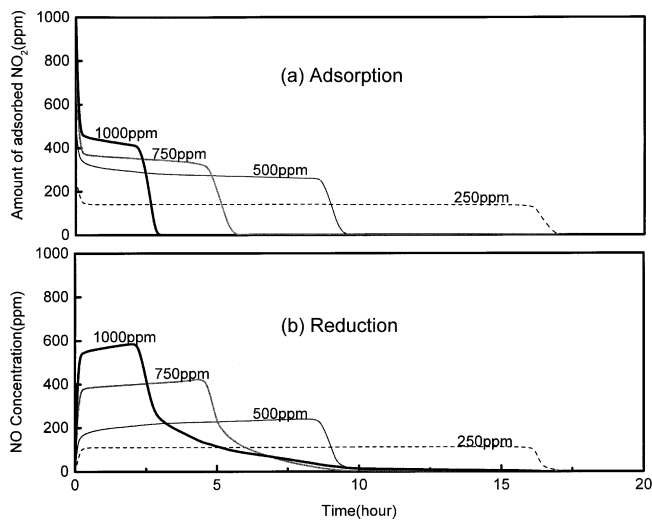 1000
800
600
400
200
0
Amount of adsorbed NO2(ppm)
(a) Adsorption
1000ppm
750ppm
500ppm
250ppm
1000
800
600
400
200
0
NO Concentration(ppm)
(b) Reduction
1000ppm
750ppm
500ppm
250ppm
0 5 10 15 20
Time(hour)